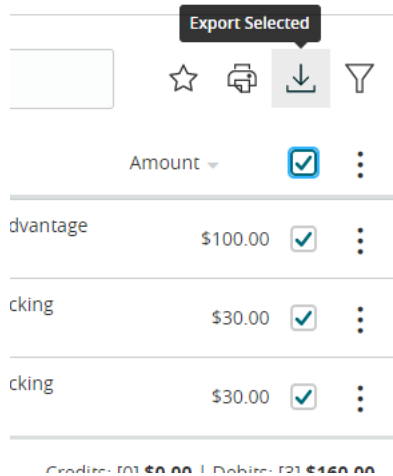 Export Selected
Amount
dvantage
$100.00
cking
$30.00
cking
$30.00
Credits: [0] $0.00 | Debits: [3] $160.00